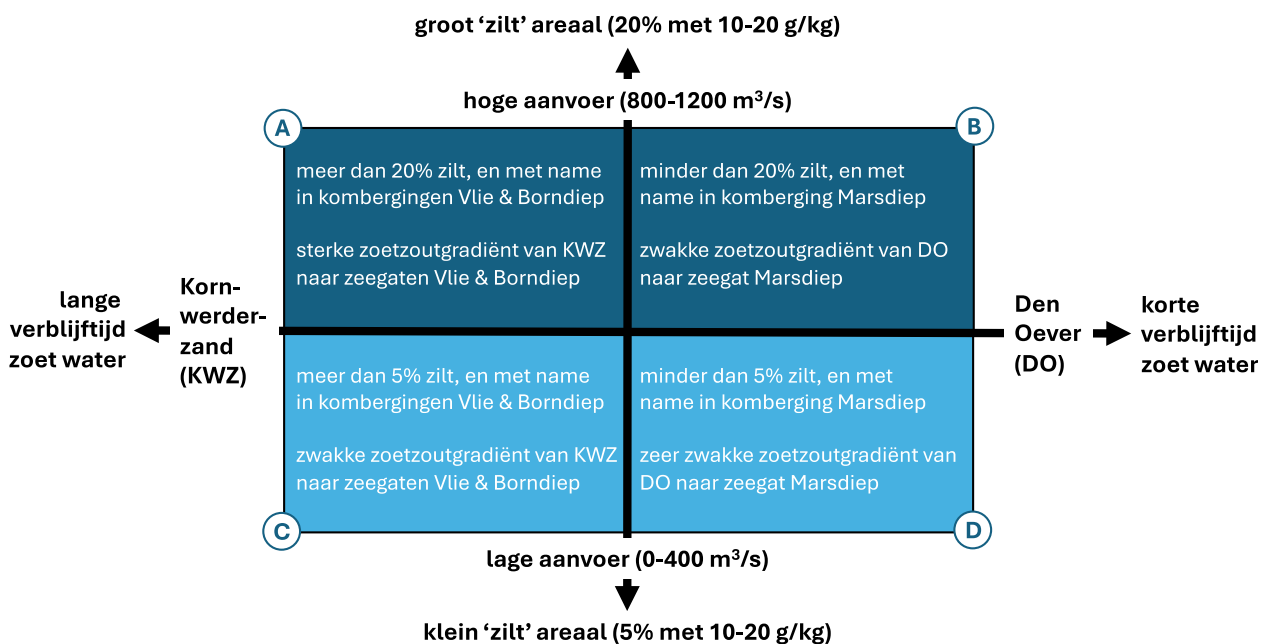 groot ‘zilt’ areaal (20% met 10-20 g/kg)
hoge aanvoer (800-1200 m³/s)
A
B
meer dan 20% zilt, en met name
in kombergingen Vlie & Borndiep
sterke zoetzoutgradiënt van KWZ
naar zeegaten Vlie & Borndiep
minder dan 20% zilt, en met
name in komberging Marsdiep
zwakke zoetzoutgradiënt van DO
naar zeegat Marsdiep
lange
verblijftijd
zoet water
Korn-
werder-
zand
(KWZ)
Den
Oever
(DO)
korte
verblijftijd
zoet water
meer dan 5% zilt, en met name
in kombergingen Vlie & Borndiep
zwakke zoetzoutgradiënt van KWZ
naar zeegaten Vlie & Borndiep
minder dan 5% zilt, en met
name in komberging Marsdiep
zeer zwakke zoetzoutgradiënt van
DO naar zeegat Marsdiep
C
D
lage aanvoer (0-400 m³/s)
klein ‘zilt’ areaal (5% met 10-20 g/kg)